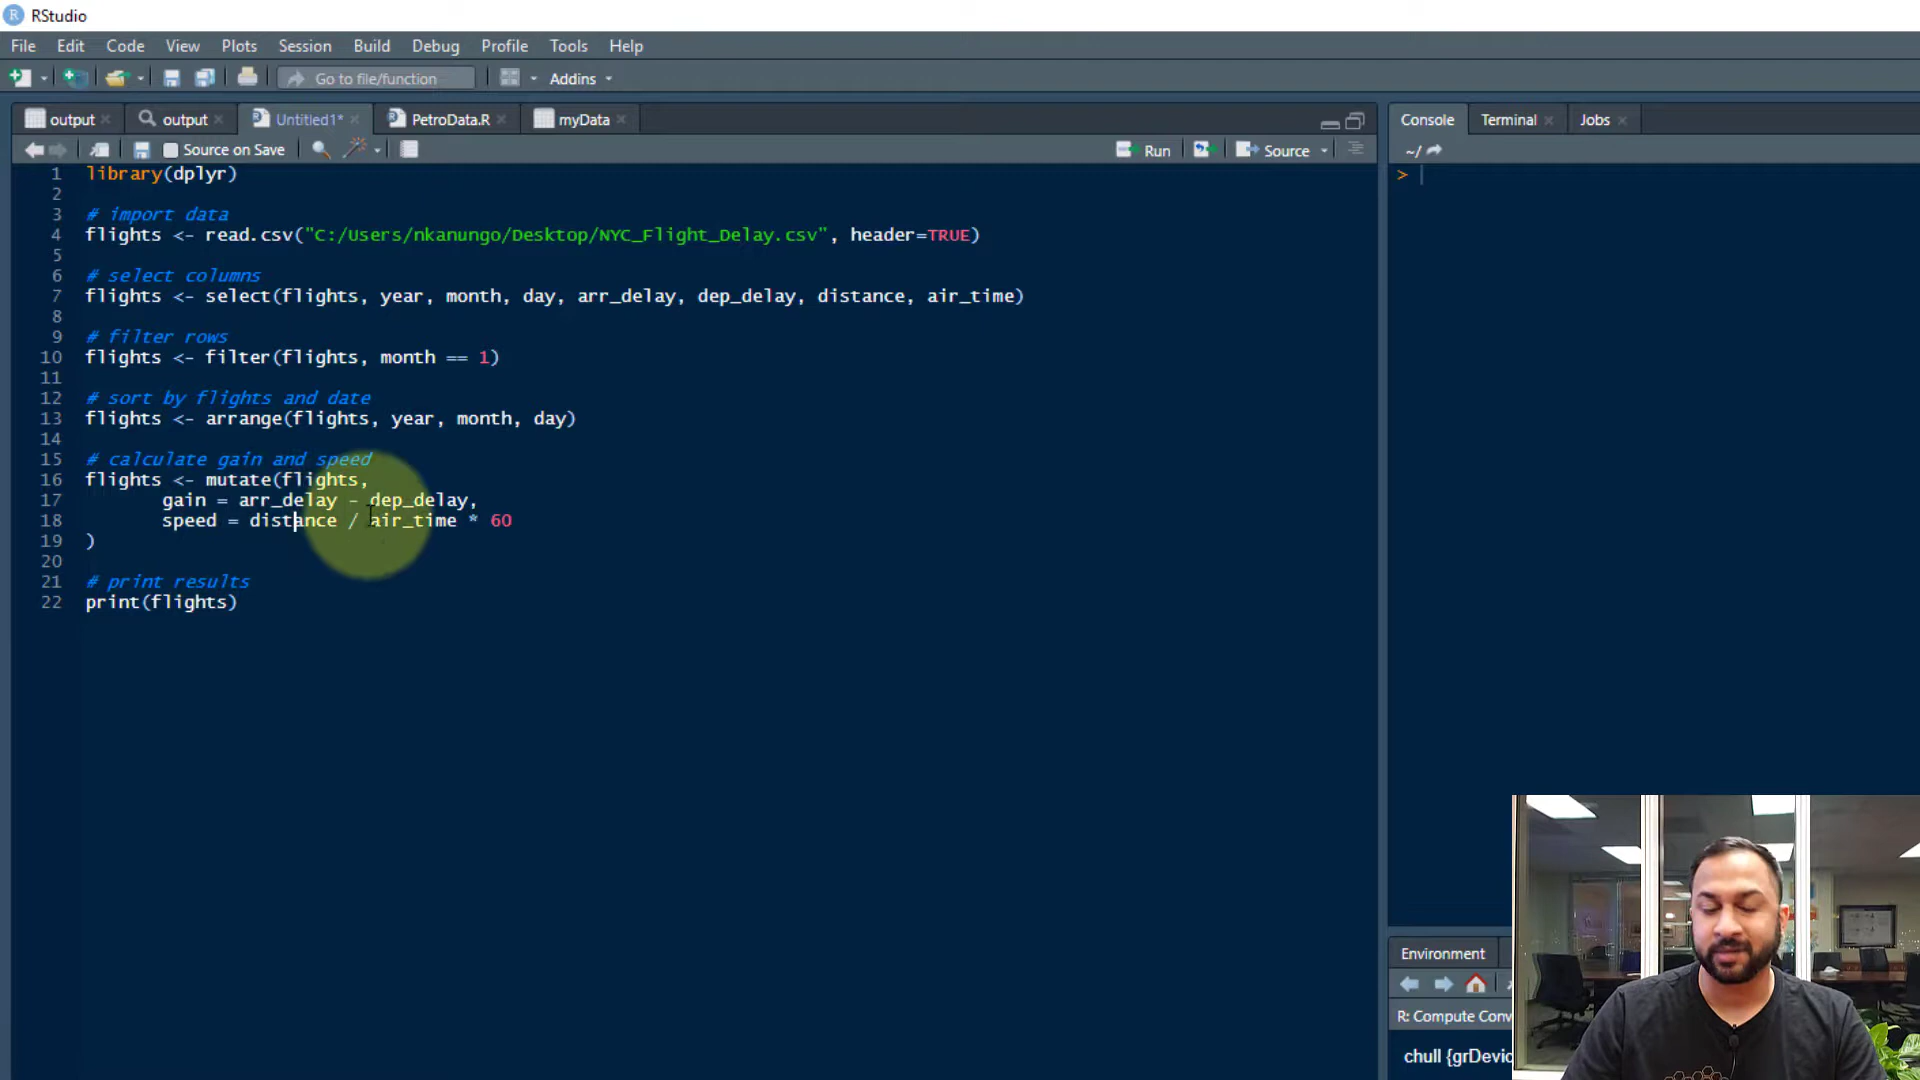 RStudio
File Edit Code View Plots Session Build Debug Profile Tools Help
Go to file/function Addins
output output Untitled1* PetroData.R myData
Source on Save Run Source
1 library(dplyr)
2
3 # import data
4 flights <- read.csv("C:/Users/nkanungo/Desktop/NYC_Flight_Delay.csv", header=TRUE)
5
6 # select columns
7 flights <- select(flights, year, month, day, arr_delay, dep_delay, distance, air_time)
8
9 # filter rows
10 flights <- filter(flights, month == 1)
11
12 # sort by flights and date
13 flights <- arrange(flights, year, month, day)
14
15 # calculate gain and speed
16 flights <- mutate(flights,
17 gain = arr_delay - dep_delay,
18 speed = distance / air_time * 60
19 )
20
21 # print results
22 print(flights)
Console Terminal Jobs
~/
>
Environment
R: Compute Conv
chull {grDevic